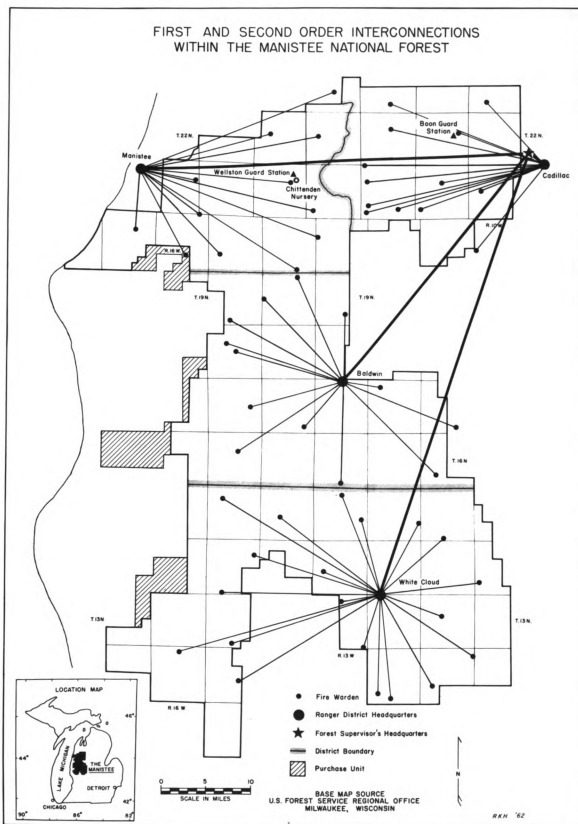 FIRST AND SECOND ORDER INTERCONNECTIONS
WITHIN THE MANISTEE NATIONAL FOREST
Boon Guard
Station
T. 22 N.
T. 22 N.
Manistee
Wellston Guard Station
Chittenden
Nursery
Cadillac
R. 10 W.
R. 16 W.
T. 19 N.
T. 19 N.
Baldwin
T. 16 N
White Cloud
T. 13 N
T. 13 N.
R. 13 W
R. 16 W
LOCATION MAP
46°
44°
LAKE MICHIGAN
THE
MANISTEE
DETROIT
42°
CHICAGO
90° 86° 82°
Fire Warden
Ranger District Headquarters
Forest Supervisor's Headquarters
District Boundary
Purchase Unit
0 5 10
SCALE IN MILES
N
BASE MAP SOURCE
U.S. FOREST SERVICE REGIONAL OFFICE
MILWAUKEE, WISCONSIN
RKH '62